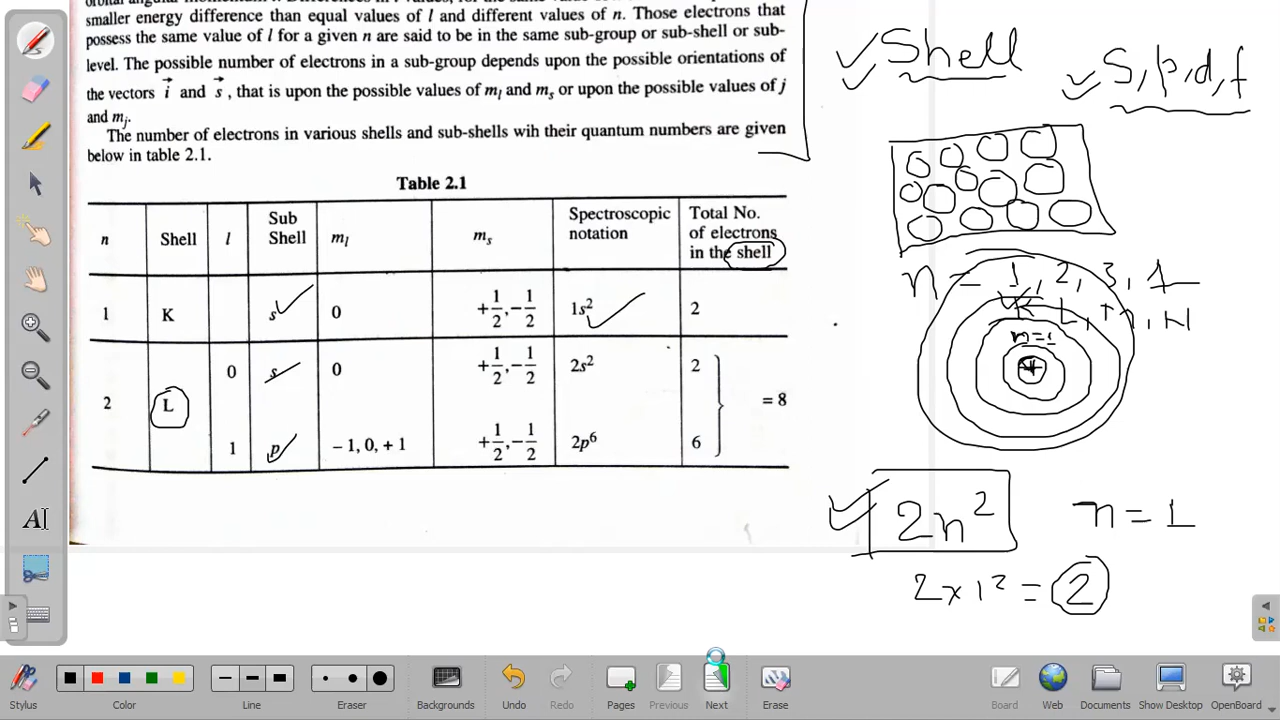 smaller energy difference than equal values of l and different values of n. Those electrons that
possess the same value of l for a given n are said to be in the same sub-group or sub-shell or sub-
level. The possible number of electrons in a sub-group depends upon the possible orientations of
the vectors i⃗ and s⃗, that is upon the possible values of mₗ and mₛ or upon the possible values of j
and mⱼ.
The number of electrons in various shells and sub-shells wih their quantum numbers are given
below in table 2.1.
Table 2.1
n Shell l Sub Shell mₗ mₛ Spectroscopic notation Total No. of electrons in the shell
1 K s 0 +1/2, -1/2 1s² 2
2 L 0 s 0 +1/2, -1/2 2s² 2
= 8
1 p – 1, 0, + 1 +1/2, -1/2 2p⁶ 6
Shell
S, p, d, f
n = 1, 2, 3, 4
K L, m, N
n=1
+
2n²
n = 1
2 x 1² = 2
Stylus
Color
Line
Eraser
Backgrounds
Undo
Redo
Pages
Previous
Next
Erase
Board
Web
Documents
Show Desktop
OpenBoard